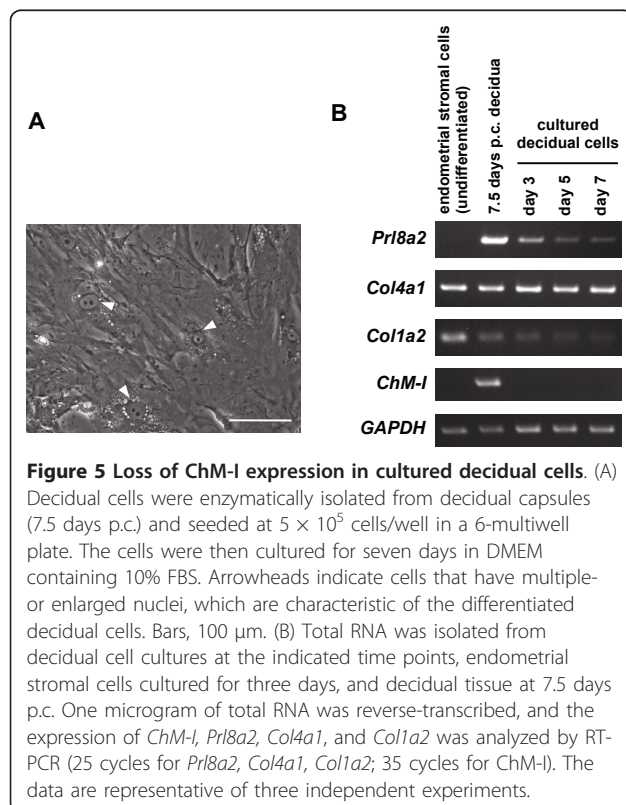 A
B
endometrial stromal cells
(undifferentiated)
7.5 days p.c. decidua
cultured
decidual cells
day 3
day 5
day 7
Prl8a2
Col4a1
Col1a2
ChM-I
GAPDH
Figure 5 Loss of ChM-I expression in cultured decidual cells. (A)
Decidual cells were enzymatically isolated from decidual capsules
(7.5 days p.c.) and seeded at 5 × 10⁵ cells/well in a 6-multiwell
plate. The cells were then cultured for seven days in DMEM
containing 10% FBS. Arrowheads indicate cells that have multiple-
or enlarged nuclei, which are characteristic of the differentiated
decidual cells. Bars, 100 μm. (B) Total RNA was isolated from
decidual cell cultures at the indicated time points, endometrial
stromal cells cultured for three days, and decidual tissue at 7.5 days
p.c. One microgram of total RNA was reverse-transcribed, and the
expression of ChM-I, Prl8a2, Col4a1, and Col1a2 was analyzed by RT-
PCR (25 cycles for Prl8a2, Col4a1, Col1a2; 35 cycles for ChM-I). The
data are representative of three independent experiments.